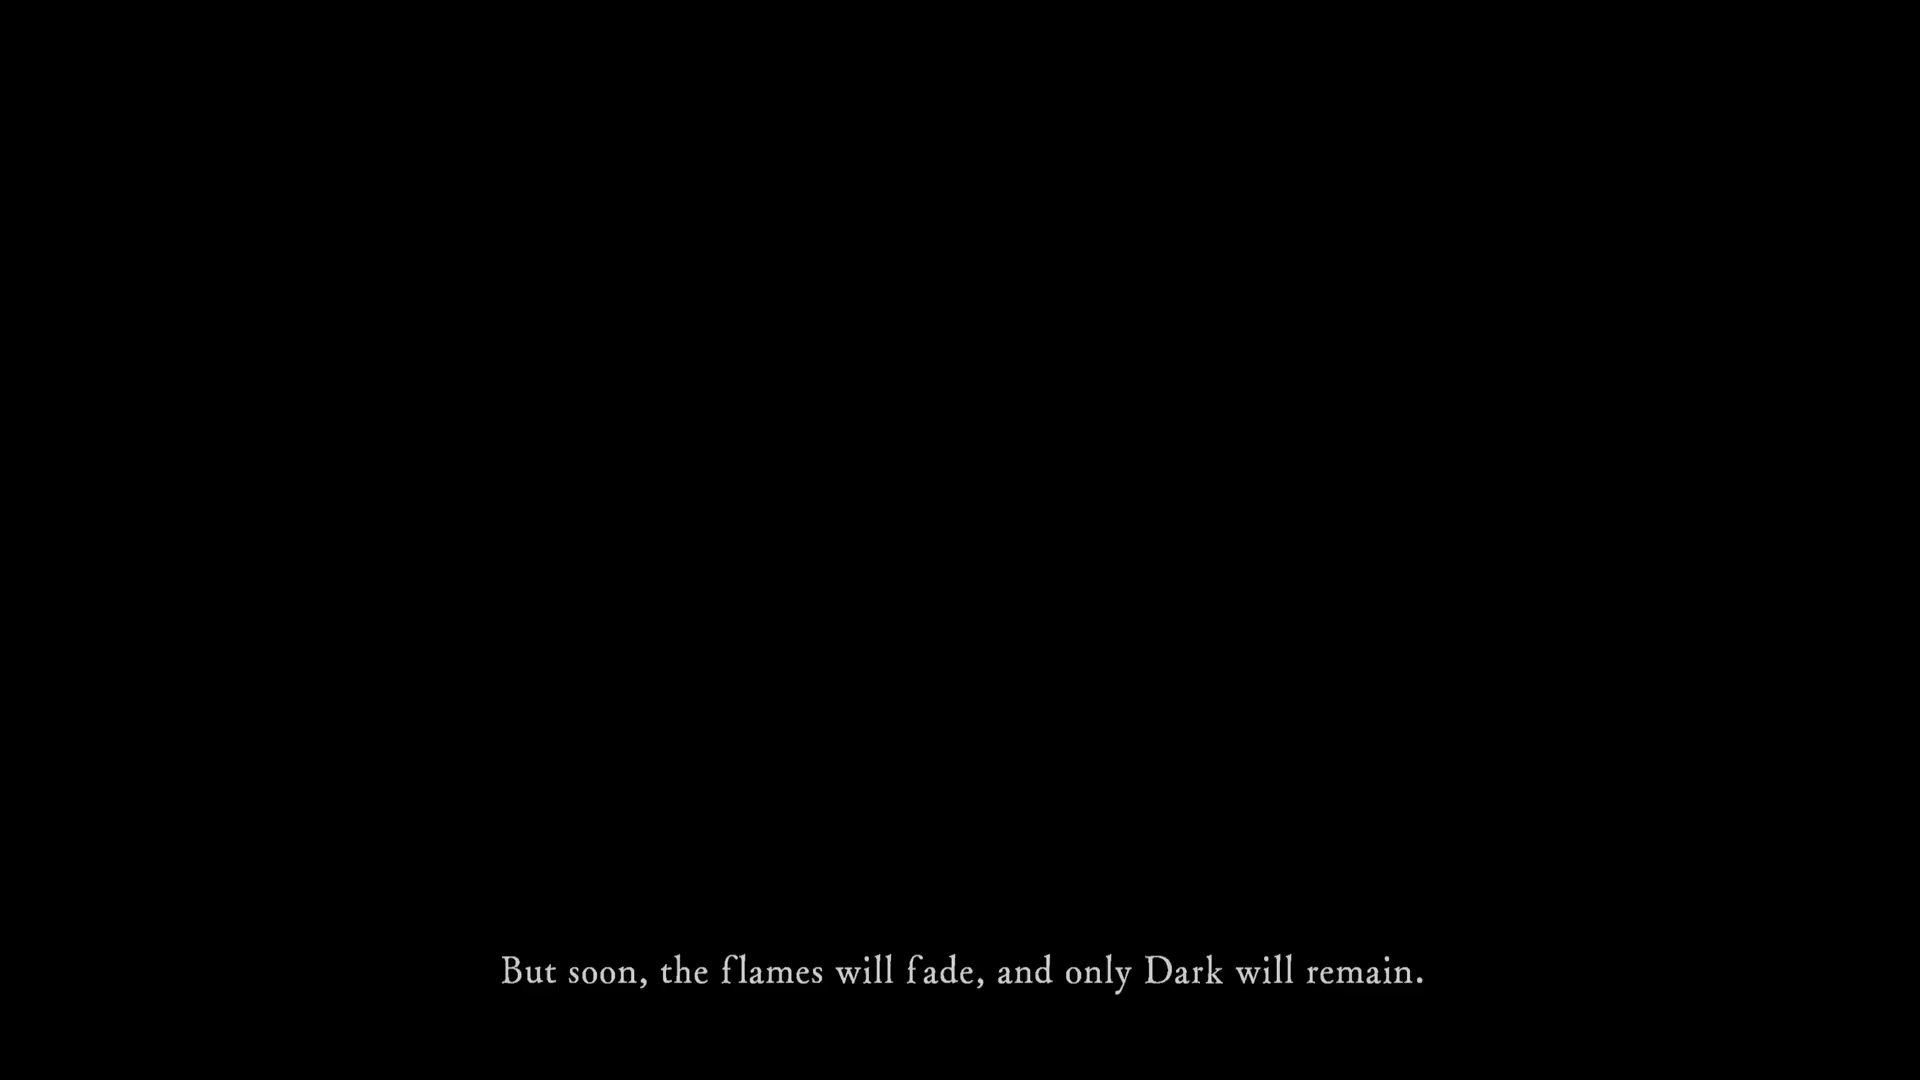 But soon, the flames will fade, and only Dark will remain.